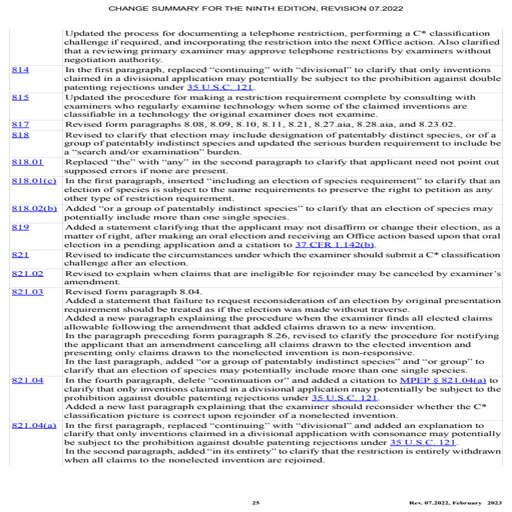 CHANGE SUMMARY FOR THE NINTH EDITION, REVISION 07.2022
Updated the process for documenting a telephone restriction, performing a C* classification
challenge if required, and incorporating the restriction into the next Office action. Also clarified
that a reviewing primary examiner may approve telephone restrictions by examiners without
negotiation authority.
814 In the first paragraph, replaced “continuing” with “divisional” to clarify that only inventions
claimed in a divisional application may potentially be subject to the prohibition against double
patenting rejections under 35 U.S.C. 121.
815 Updated the procedure for making a restriction requirement complete by consulting with
examiners who regularly examine technology when some of the claimed inventions are
classifiable in a technology the original examiner does not examine.
817 Revised form paragraphs 8.08, 8.09, 8.10, 8.11, 8.21, 8.27.aia, 8.28.aia, and 8.23.02.
818 Revised to clarify that election may include designation of patentably distinct species, or of a
group of patentably indistinct species and updated the serious burden requirement to include be
a “search and/or examination” burden.
818.01 Replaced “the” with “any” in the second paragraph to clarify that applicant need not point out
supposed errors if none are present.
818.01(c) In the first paragraph, inserted “including an election of species requirement” to clarify that an
election of species is subject to the same requirements to preserve the right to petition as any
other type of restriction requirement.
818.02(b) Added “or a group of patentably indistinct species” to clarify that an election of species may
potentially include more than one single species.
819 Added a statement clarifying that the applicant may not disaffirm or change their election, as a
matter of right, after making an oral election and receiving an Office action based upon that oral
election in a pending application and a citation to 37 CFR 1.142(b).
821 Revised to indicate the circumstances under which the examiner should submit a C* classification
challenge after an election.
821.02 Revised to explain when claims that are ineligible for rejoinder may be canceled by examiner’s
amendment.
821.03 Revised form paragraph 8.04.
Added a statement that failure to request reconsideration of an election by original presentation
requirement should be treated as if the election was made without traverse.
Added a new paragraph explaining the procedure when the examiner finds all elected claims
allowable following the amendment that added claims drawn to a new invention.
In the paragraph preceding form paragraph 8.26, revised to clarify the procedure for notifying
the applicant that an amendment canceling all claims drawn to the elected invention and
presenting only claims drawn to the nonelected invention is non-responsive.
In the last paragraph, added “or a group of patentably indistinct species” and “or group” to
clarify that an election of species may potentially include more than one single species.
821.04 In the fourth paragraph, delete “continuation or” and added a citation to MPEP § 821.04(a) to
clarify that only inventions claimed in a divisional application may potentially be subject to the
prohibition against double patenting rejections under 35 U.S.C. 121.
Added a new last paragraph explaining that the examiner should reconsider whether the C*
classification picture is correct upon rejoinder of a nonelected invention.
821.04(a) In the first paragraph, replaced “continuing” with “divisional” and added an explanation to
clarify that only inventions claimed in a divisional application with consonance may potentially
be subject to the prohibition against double patenting rejections under 35 U.S.C. 121.
In the second paragraph, added “in its entirety” to clarify that the restriction is entirely withdrawn
when all claims to the nonelected invention are rejoined.
25 Rev. 07.2022, February 2023